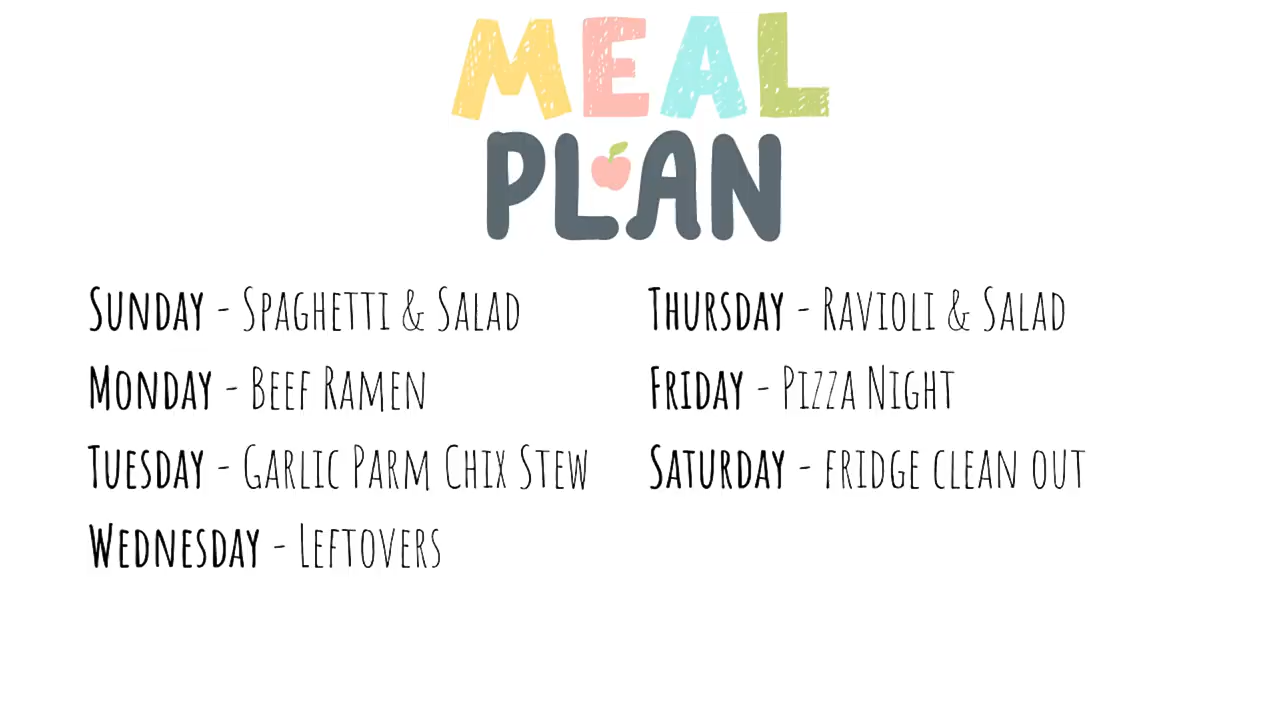 MEAL
PLAN
SUNDAY - SPAGHETTI & SALAD
MONDAY - BEEF RAMEN
TUESDAY - GARLIC PARM CHIX STEW
WEDNESDAY - LEFTOVERS
THURSDAY - RAVIOLI & SALAD
FRIDAY - PIZZA NIGHT
SATURDAY - FRIDGE CLEAN OUT